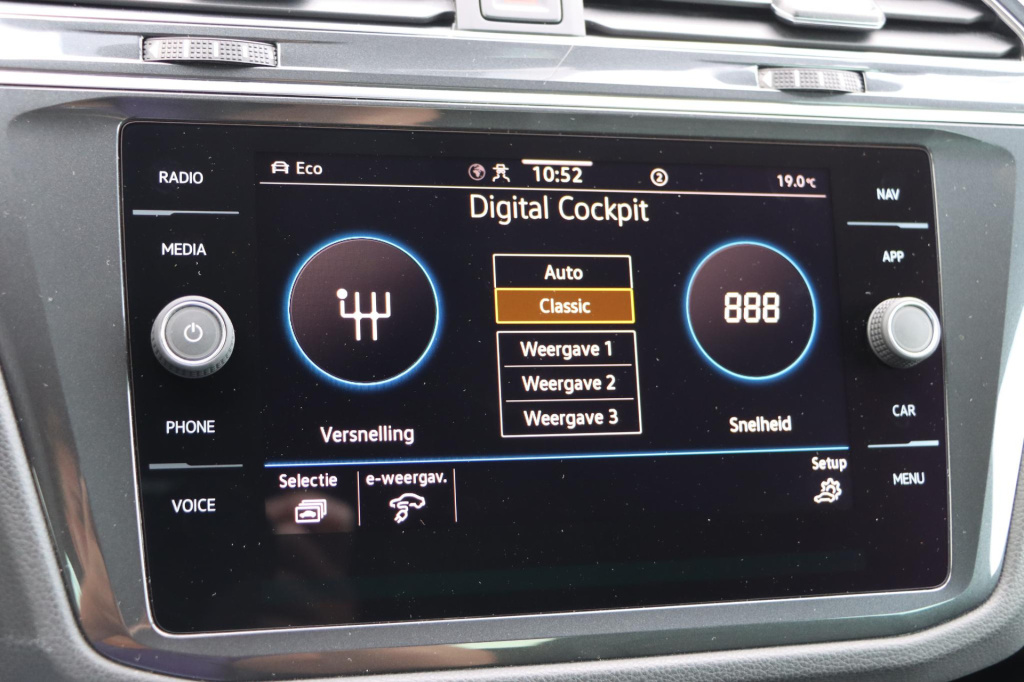 RADIO
MEDIA
PHONE
VOICE
Eco
10:52
2
19.0°C
Digital Cockpit
Auto
Classic
Weergave 1
Weergave 2
Weergave 3
888
Versnelling
Snelheid
Selectie
e-weergav.
Setup
NAV
APP
CAR
MENU